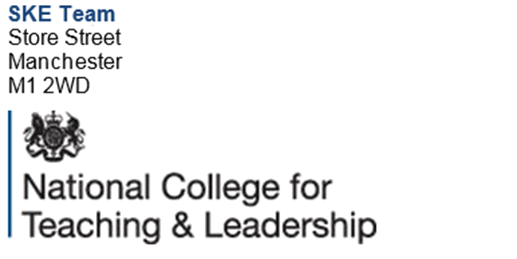 SKE Team
Store Street
Manchester
M1 2WD
National College for
Teaching & Leadership